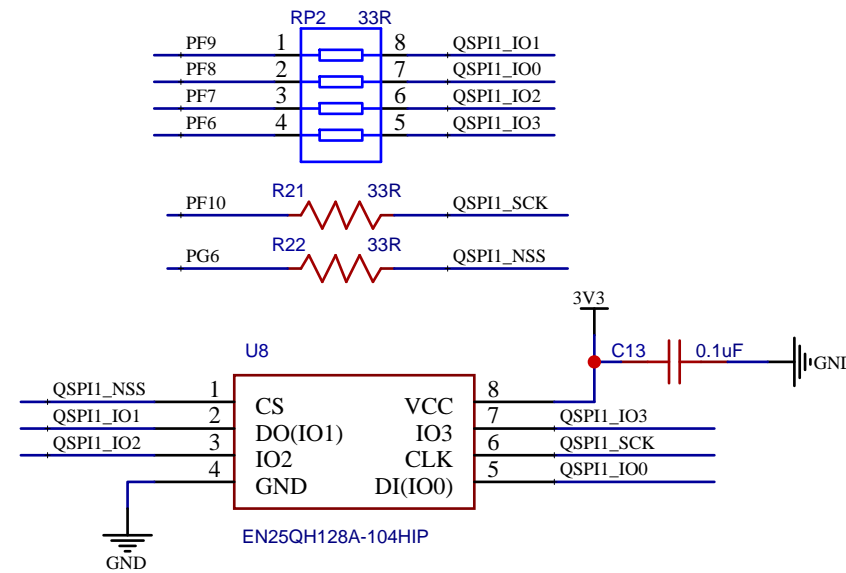 RP2 33R
PF9 1 8 QSPI1_IO1
PF8 2 7 QSPI1_IO0
PF7 3 6 QSPI1_IO2
PF6 4 5 QSPI1_IO3
R21 33R
PF10 QSPI1_SCK
R22 33R
PG6 QSPI1_NSS
3V3
U8 C13 0.1uF GND
QSPI1_NSS 1 CS VCC 8
QSPI1_IO1 2 DO(IO1) IO3 7 QSPI1_IO3
QSPI1_IO2 3 IO2 CLK 6 QSPI1_SCK
4 GND DI(IO0) 5 QSPI1_IO0
EN25QH128A-104HIP
GND